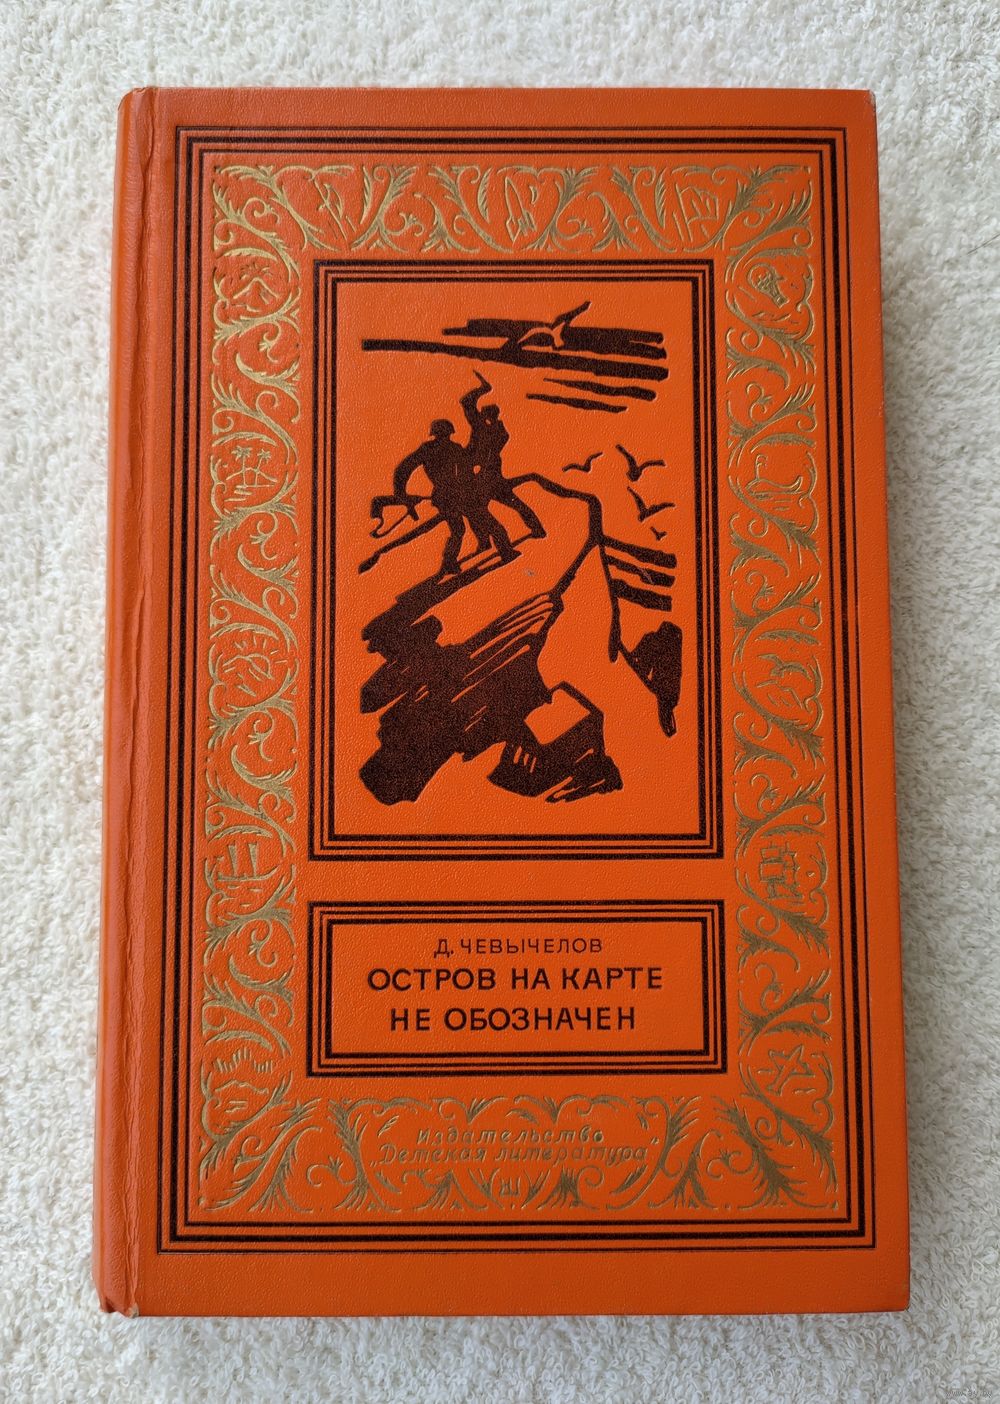 Д. ЧЕВЫЧЕЛОВ
ОСТРОВ НА КАРТЕ
НЕ ОБОЗНАЧЕН
Издательство
„Детская литература"